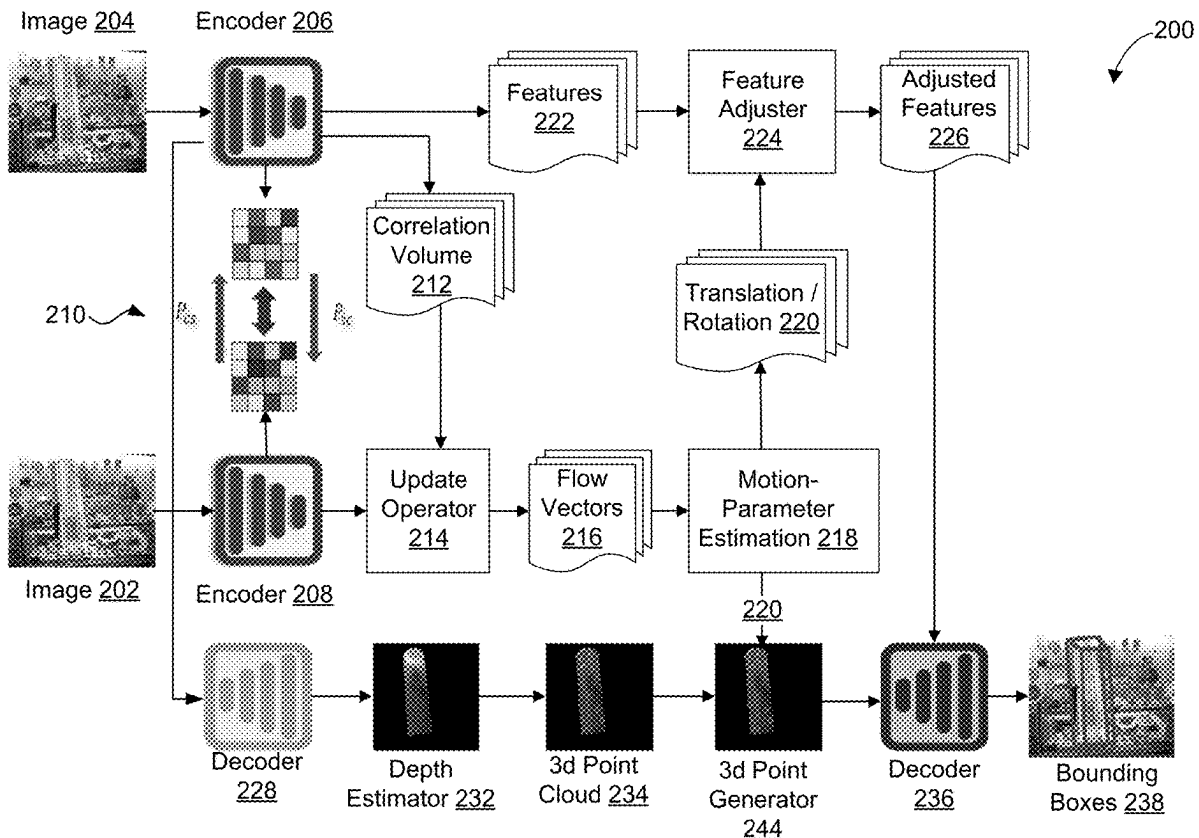 Image 204
Encoder 206
200
Features
222
Feature
Adjuster
224
Adjusted
Features
226
Correlation
Volume
212
Translation /
Rotation 220
210
Update
Operator
214
Flow
Vectors
216
Motion-
Parameter
Estimation 218
Image 202
Encoder 208
220
Decoder
228
Depth
Estimator 232
3d Point
Cloud 234
3d Point
Generator
244
Decoder
236
Bounding
Boxes 238